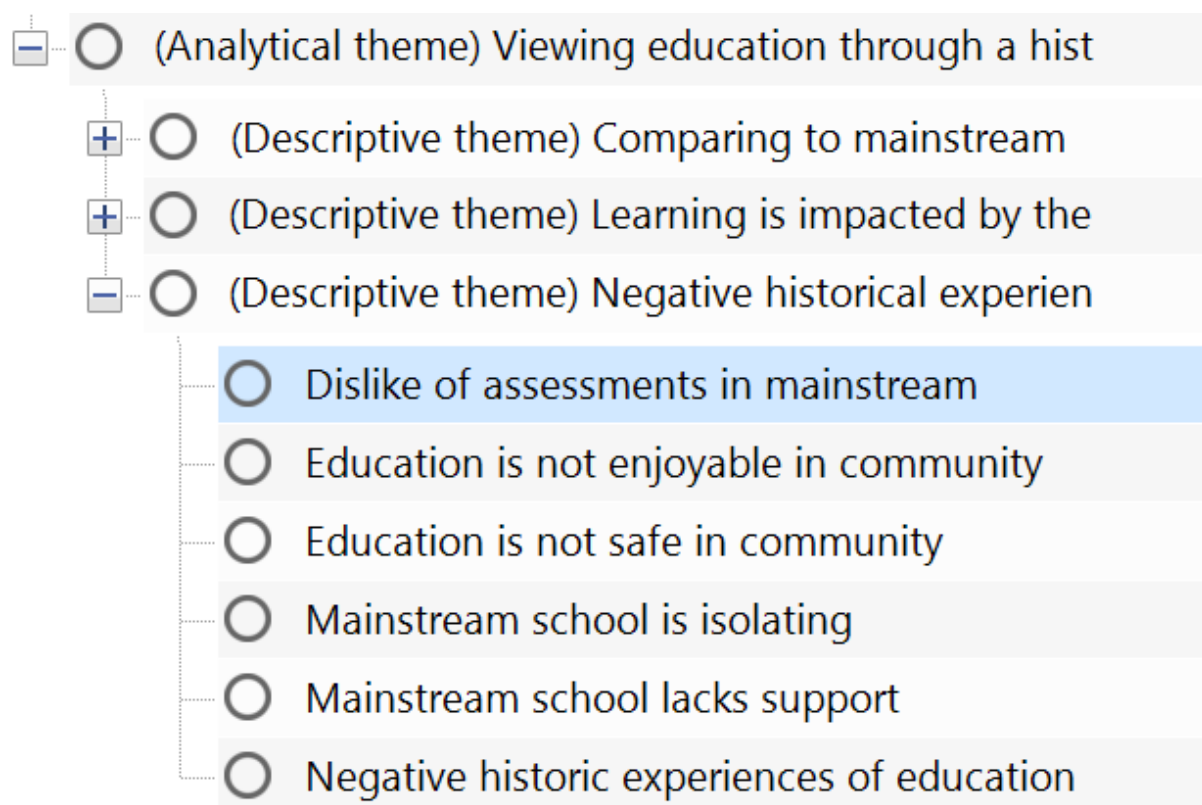 (Analytical theme) Viewing education through a hist
(Descriptive theme) Comparing to mainstream
(Descriptive theme) Learning is impacted by the
(Descriptive theme) Negative historical experien
Dislike of assessments in mainstream
Education is not enjoyable in community
Education is not safe in community
Mainstream school is isolating
Mainstream school lacks support
Negative historic experiences of education